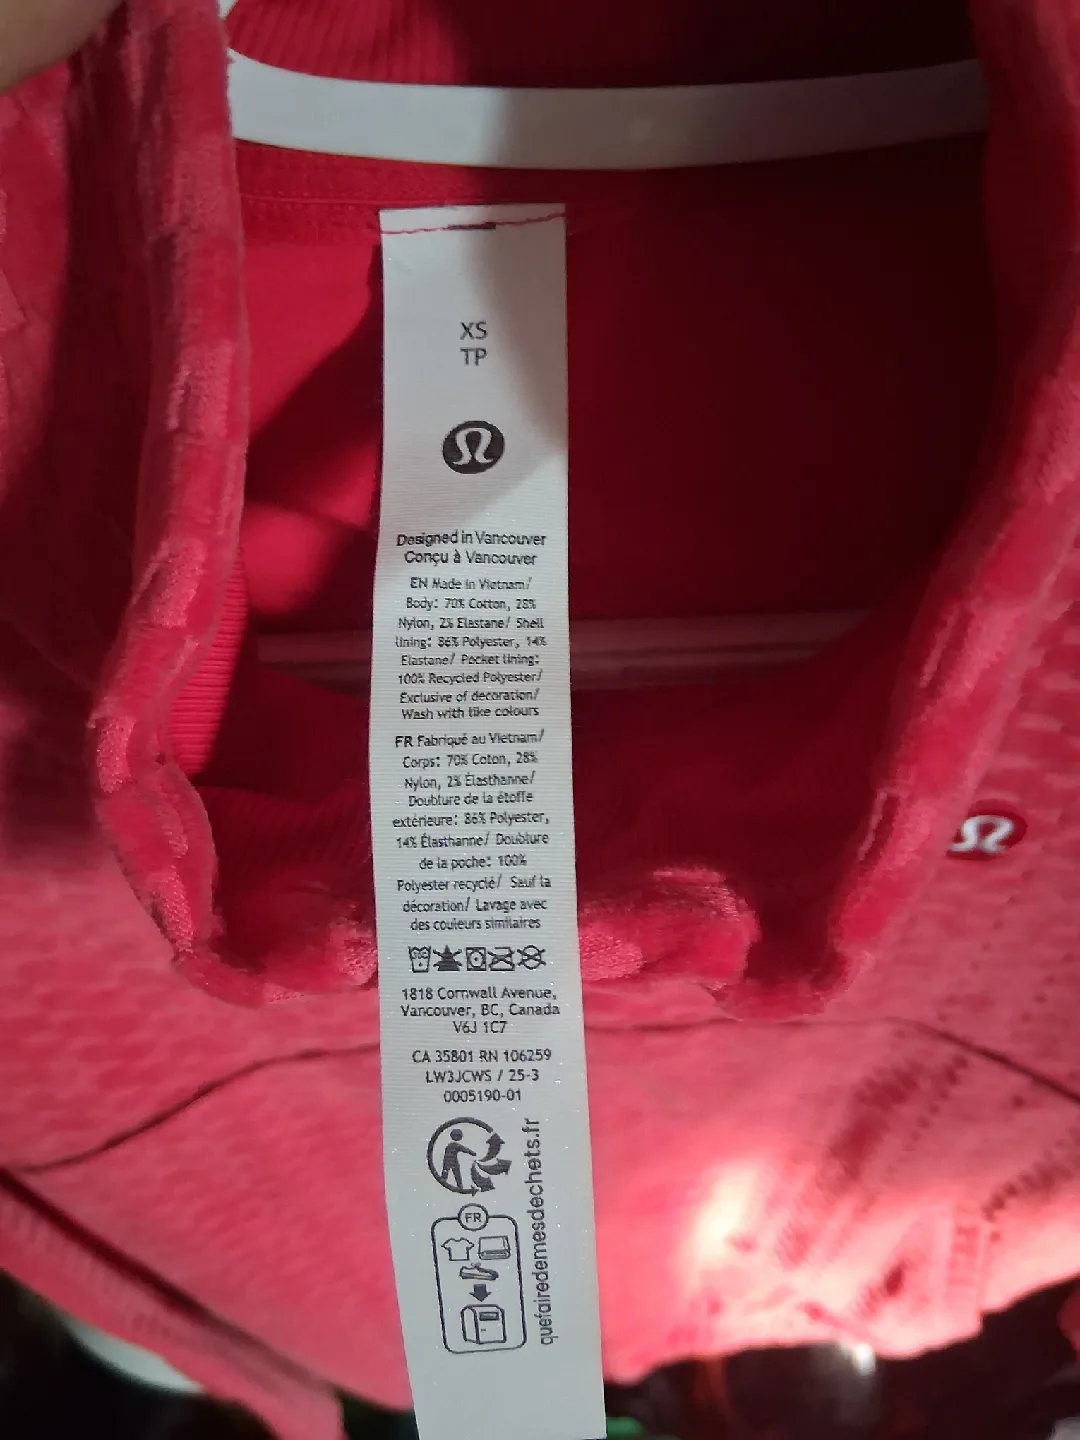 XS
TP
Designed in Vancouver
Conçu à Vancouver
EN Made in Vietnam/
Body: 70% Cotton, 28%
Nylon, 2% Elastane/ Shell
lining: 86% Polyester, 14%
Elastane/ Pocket lining:
100% Recycled Polyester/
Exclusive of decoration/
Wash with like colours
FR Fabriqué au Vietnam/
Corps: 70% Coton, 28%
Nylon, 2% Élasthanne/
Doublure de la étoffe
extérieure: 86% Polyester,
14% Élasthanne/ Doublure
de la poche: 100%
Polyester recyclé/ Sauf la
décoration/ Lavage avec
des couleurs similaires
1818 Cornwall Avenue,
Vancouver, BC, Canada
V6J 1C7
CA 35801 RN 106259
LW3JCWS / 25-3
0005190-01
FR
quefairedemesdechets.fr